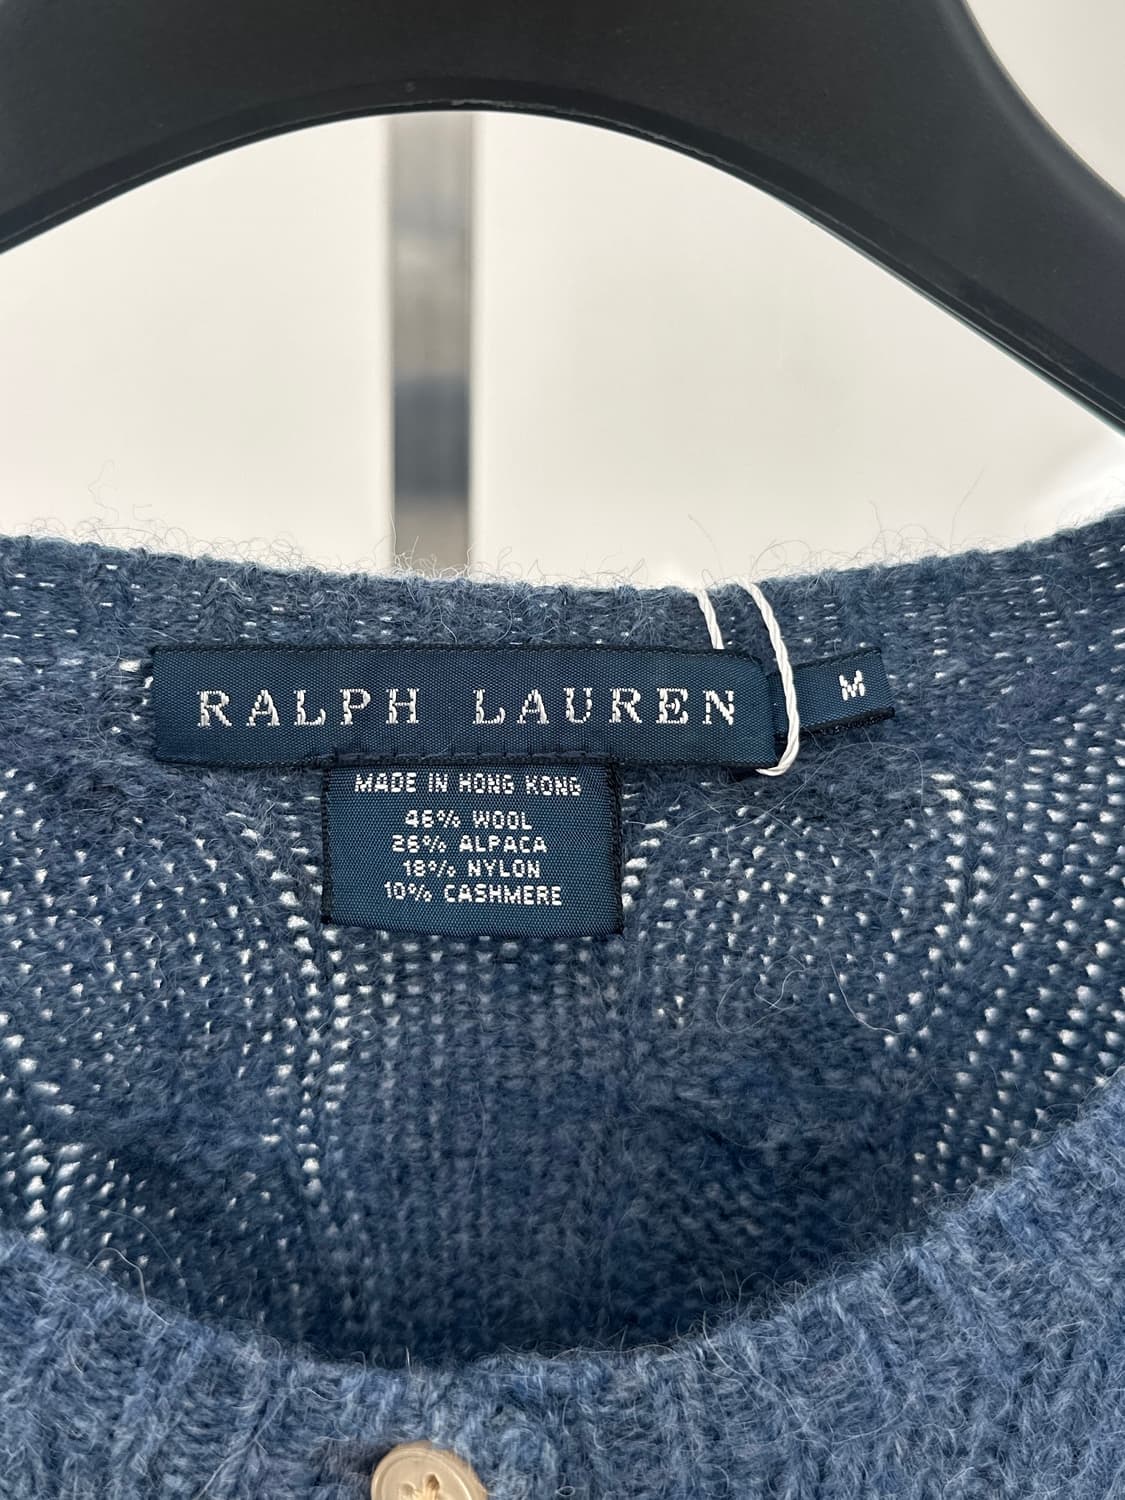 RALPH LAUREN
M
MADE IN HONG KONG
46% WOOL
26% ALPACA
18% NYLON
10% CASHMERE